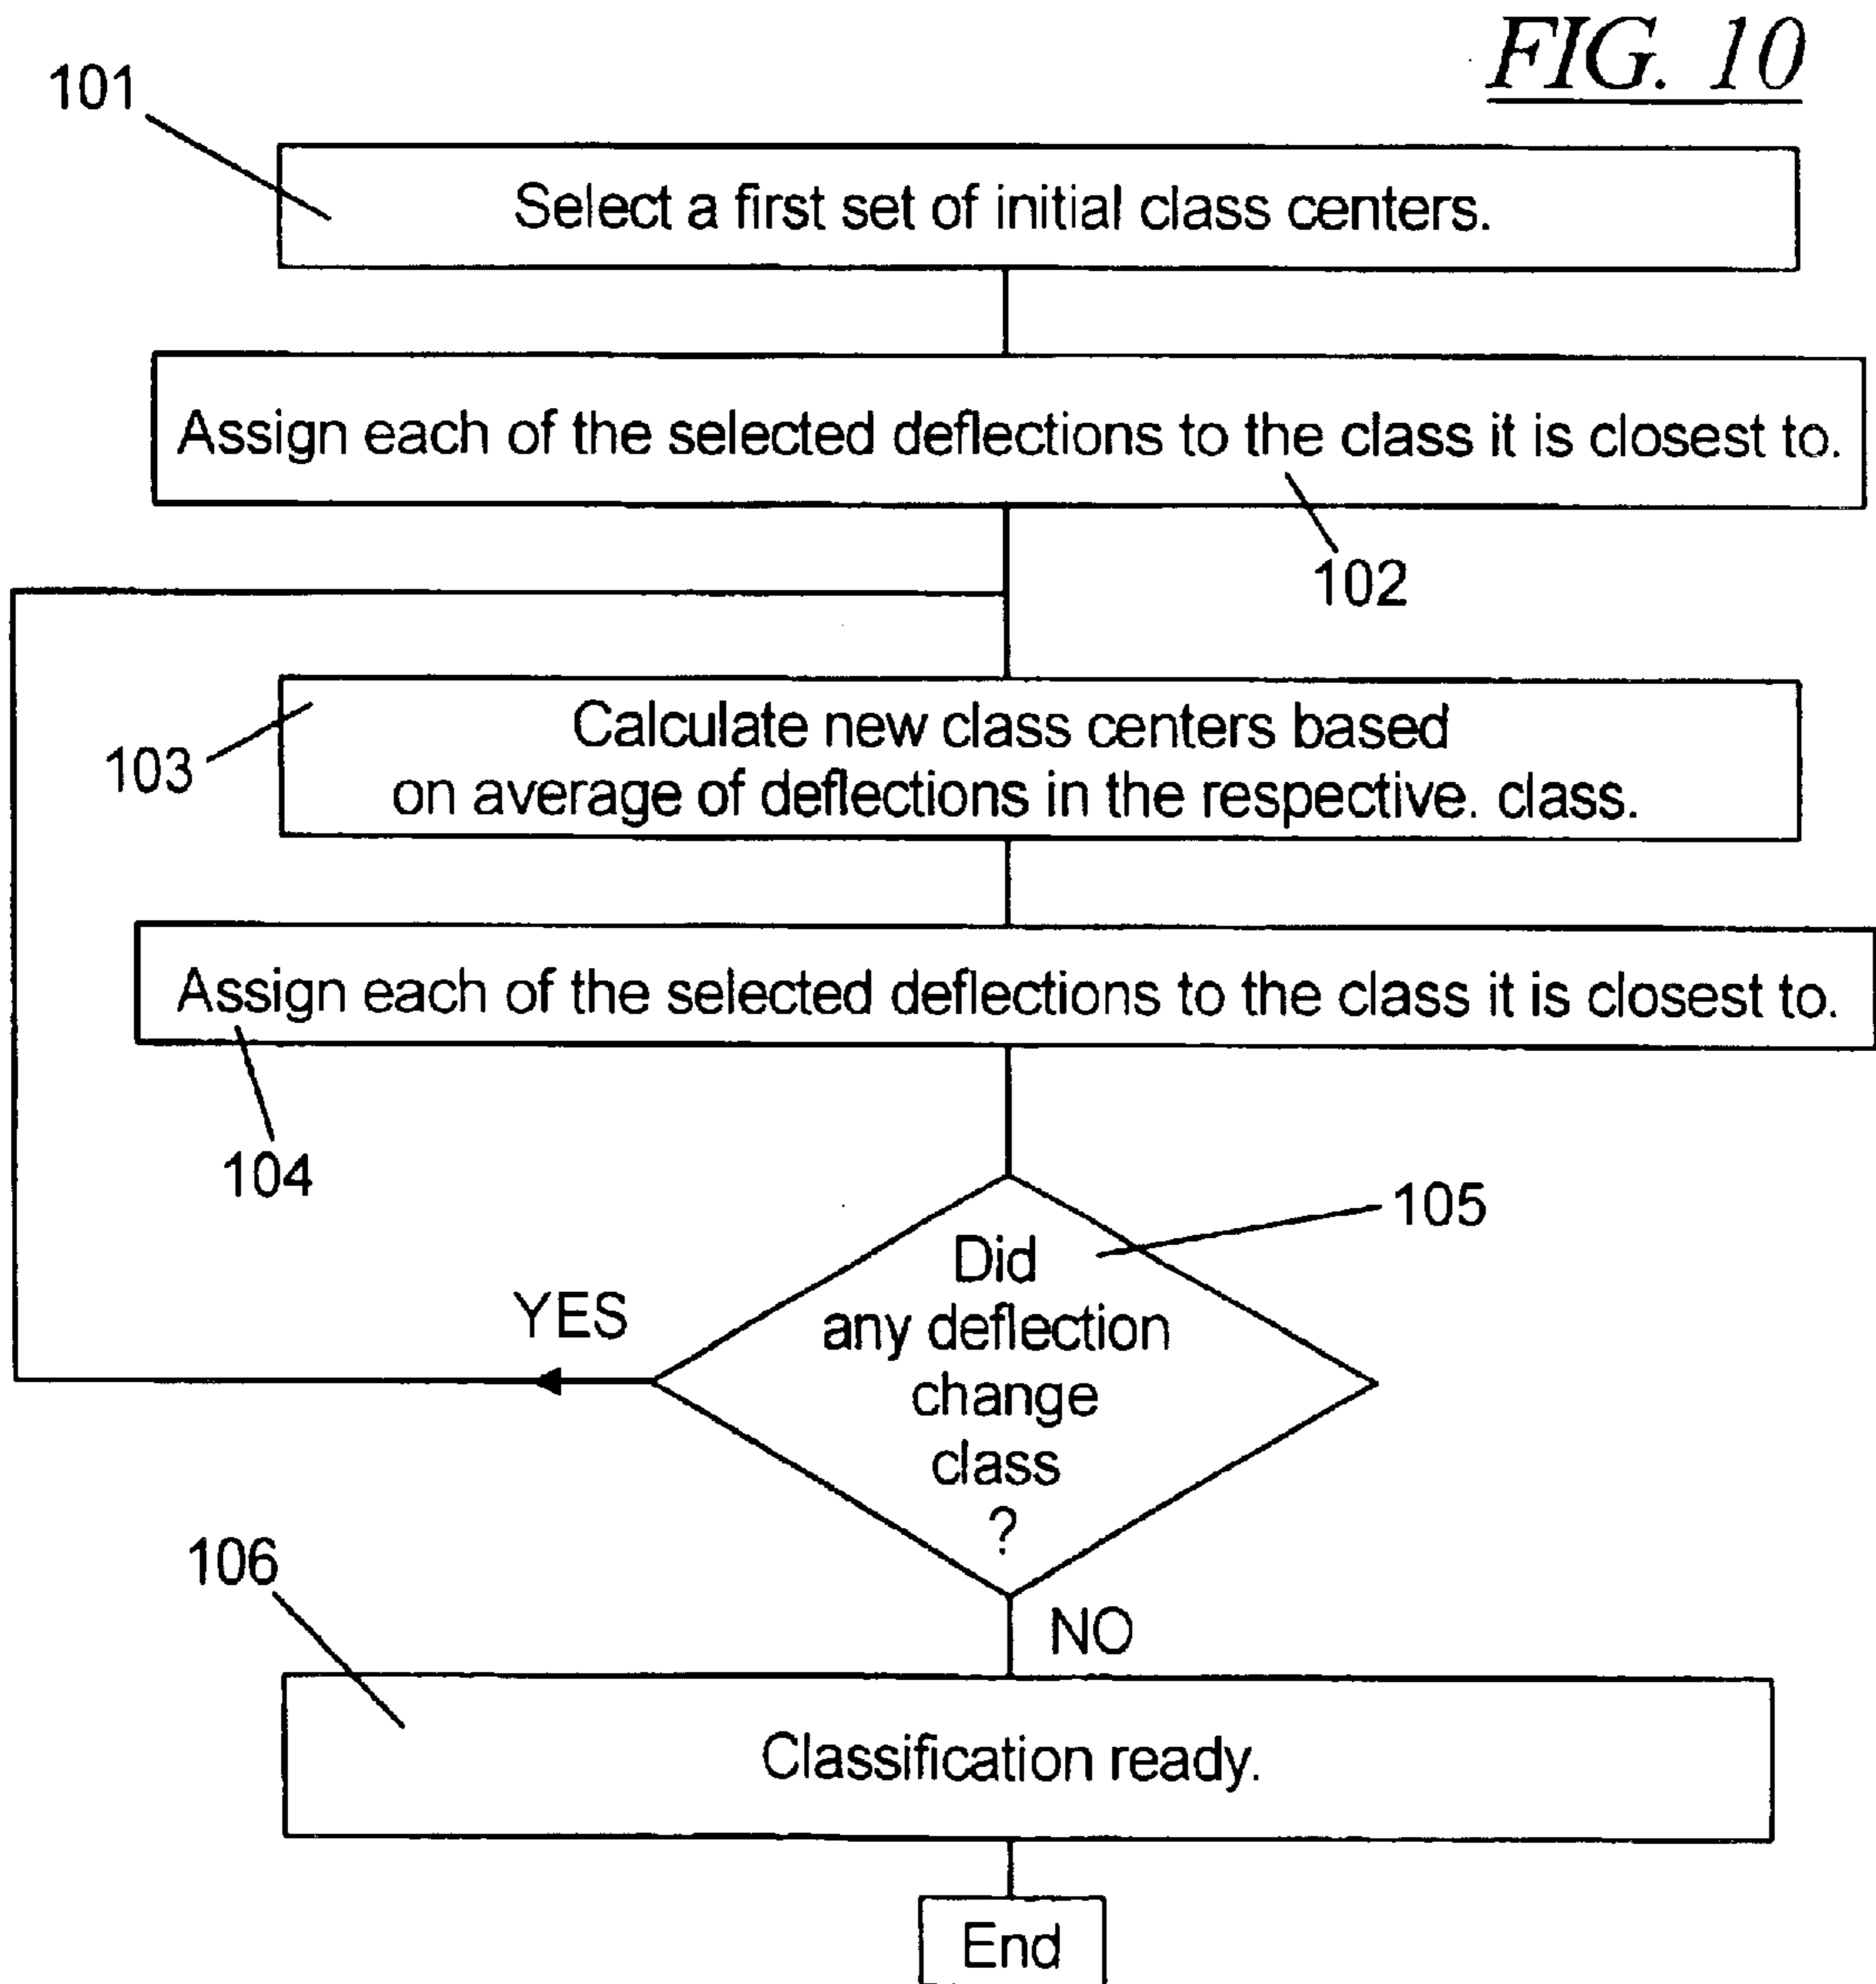 FIG. 10
101
Select a first set of initial class centers.
Assign each of the selected deflections to the class it is closest to.
102
103
Calculate new class centers based
on average of deflections in the respective. class.
Assign each of the selected deflections to the class it is closest to.
104
105
Did
any deflection
change
class
?
YES
NO
106
Classification ready.
End